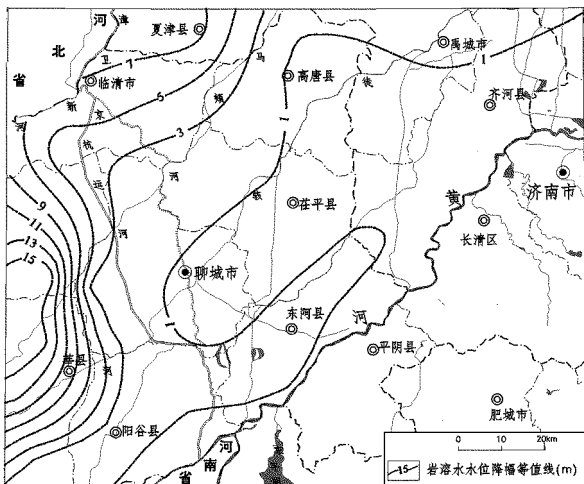 河
漳
夏津县
北
卫
7
临清市
省
新
河
京
杭
运
河
5
3
马
颊
河
高唐县
徒
禹城市
1
齐河县
1
茌平县
黄
济南市
长清区
9
11
13
15
聊城市
1
东河县
河
平阴县
莘县
河
阳谷县
肥城市
河
南
省
0 10 20km
15 岩溶水水位降幅等值线(m)